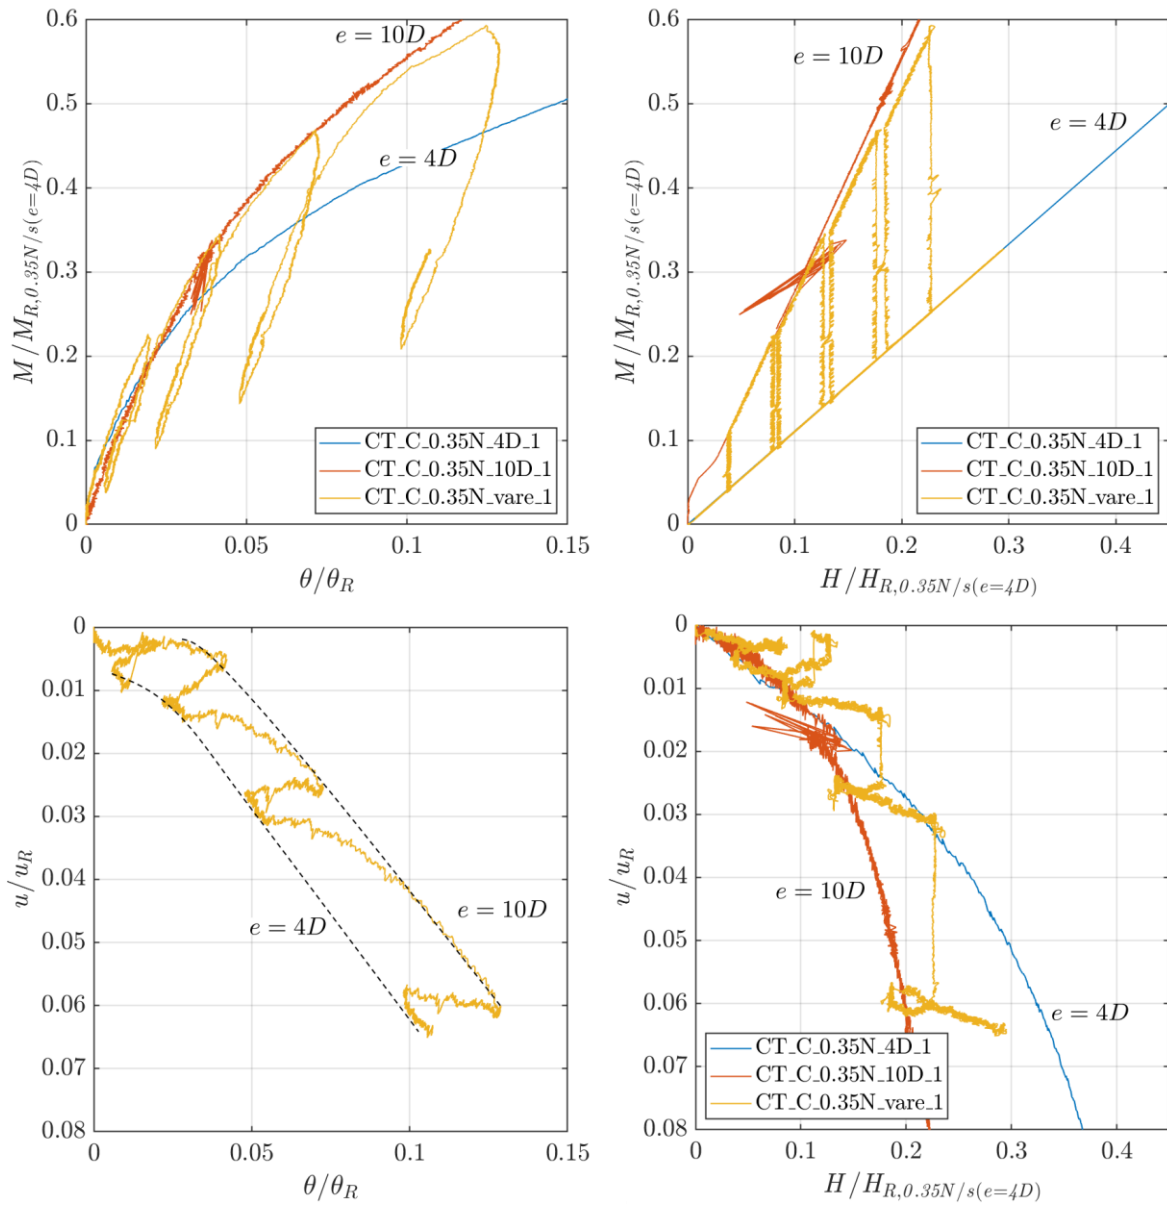 0.6
0.5
0.4
0.3
0.2
0.1
0
0
0.05
0.1
0.15
M/M_{R,0.35N/s(e=4D)}
θ/θ_R
e = 10D
e = 4D
CT_C_0.35N_4D_1
CT_C_0.35N_10D_1
CT_C_0.35N_vare_1
0.6
0.5
0.4
0.3
0.2
0.1
0
0
0.1
0.2
0.3
0.4
M/M_{R,0.35N/s(e=4D)}
H/H_{R,0.35N/s(e=4D)}
e = 10D
e = 4D
CT_C_0.35N_4D_1
CT_C_0.35N_10D_1
CT_C_0.35N_vare_1
0
0.01
0.02
0.03
0.04
0.05
0.06
0.07
0.08
0
0.05
0.1
0.15
u/u_R
θ/θ_R
e = 4D
e = 10D
0
0.01
0.02
0.03
0.04
0.05
0.06
0.07
0.08
0
0.1
0.2
0.3
0.4
u/u_R
H/H_{R,0.35N/s(e=4D)}
e = 10D
e = 4D
CT_C_0.35N_4D_1
CT_C_0.35N_10D_1
CT_C_0.35N_vare_1